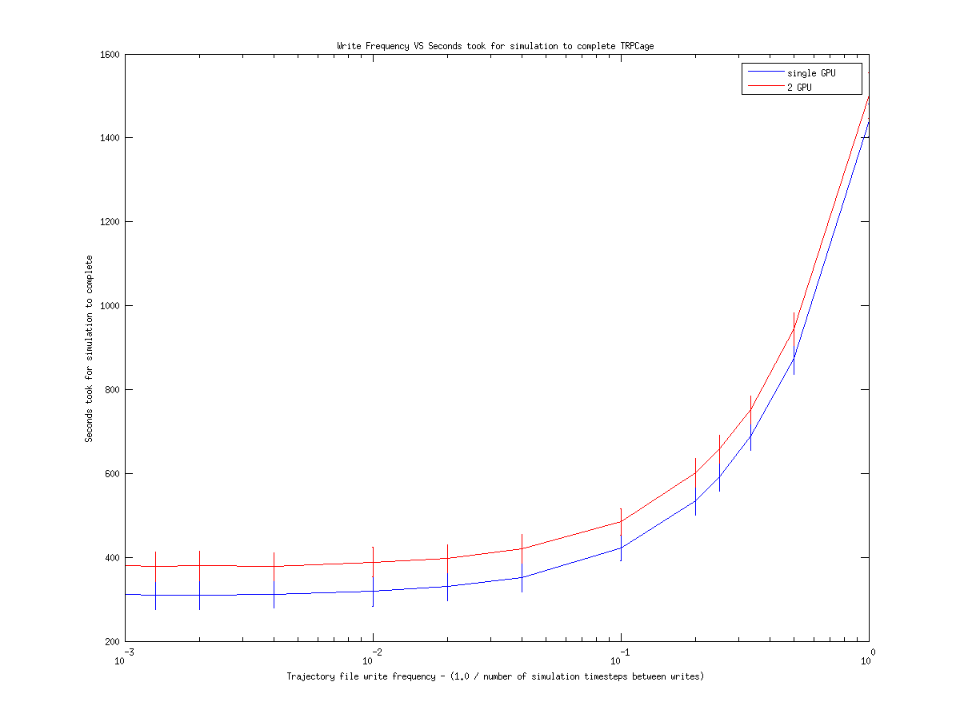 Write Frequency VS Seconds took for simulation to complete TRPCage
single GPU
2 GPU
1600
1400
1200
1000
800
600
400
200
Seconds took for simulation to complete
10^-3
10^-2
10^-1
10^0
Trajectory file write frequency - (1.0 / number of simulation timesteps between writes)